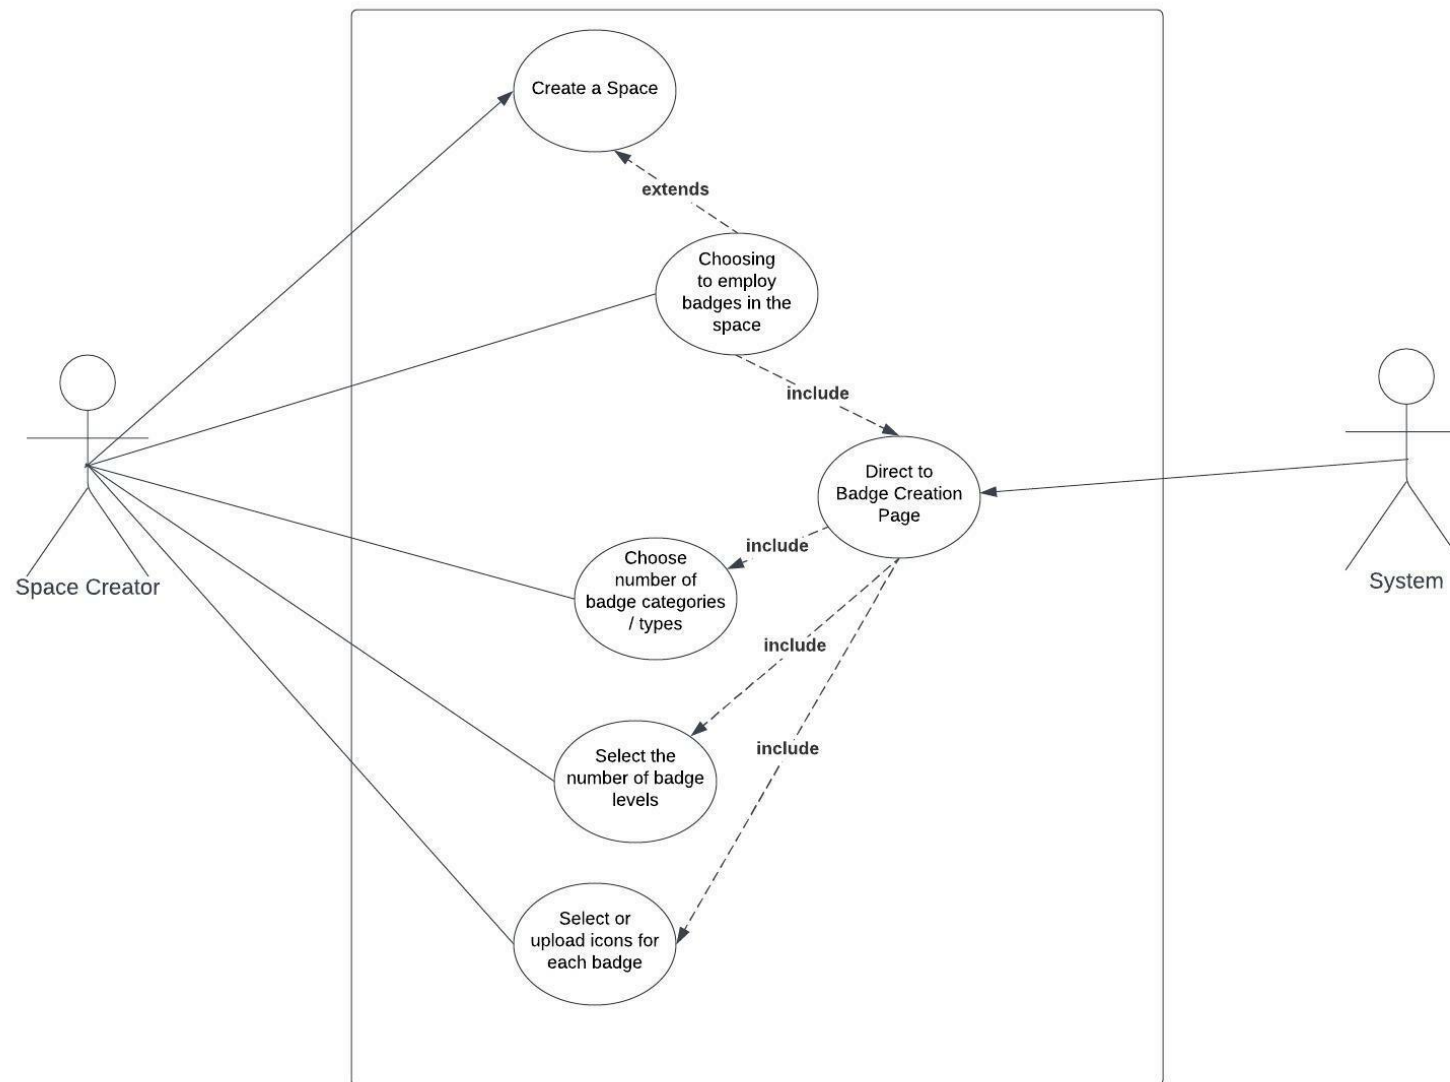 Create a Space
extends
Choosing
to employ
badges in the
space
include
Direct to
Badge Creation
Page
include
Choose
number of
badge categories
/ types
Space Creator
System
include
Select the
number of badge
levels
include
Select or
upload icons for
each badge